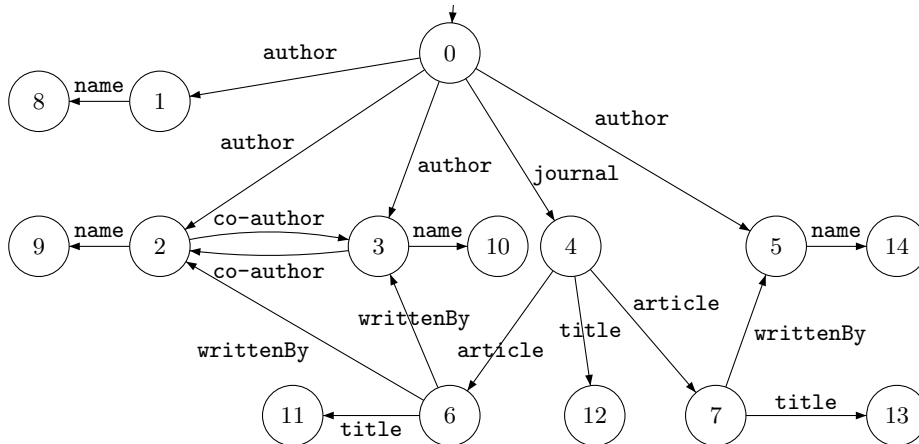 0
author
name
8
1
author
author
author
journal
co-author
name
name
name
9
2
3
10
4
5
14
co-author
article
writtenBy
title
writtenBy
article
writtenBy
11
6
12
7
13
title
title